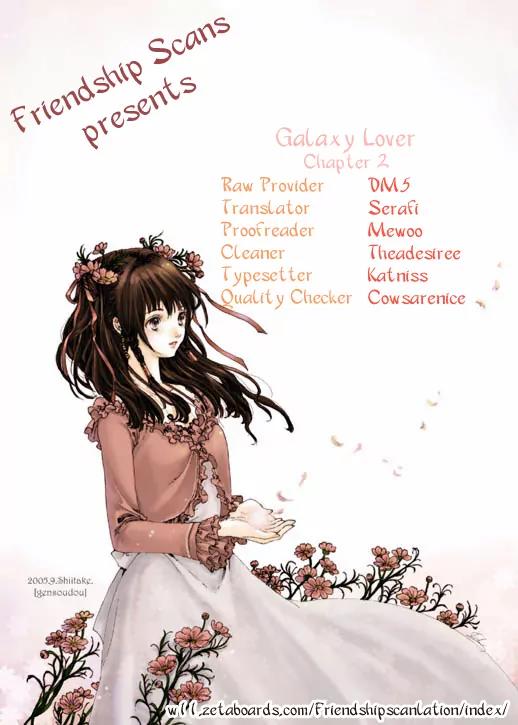 Friendship Scans
presents
Galaxy Lover
Chapter 2
Raw Provider DM5
Translator Serafi
Proofreader Mewoo
Cleaner Theadesiree
Typesetter Katniss
Quality Checker Cowsarenice
2005,9.Shiitake.
[gensoudou]
w11.zetaboards.com/Friendshipscanlation/index/